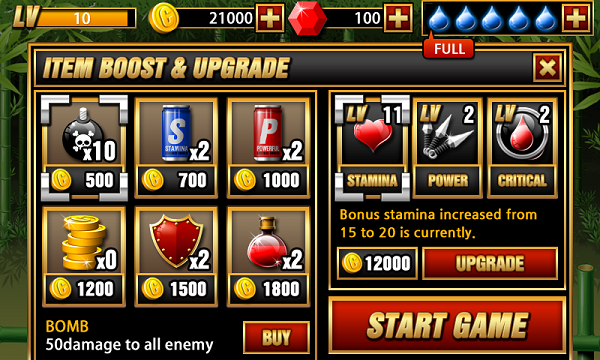 LV 10 21000 + 100 + +
FULL
ITEM BOOST & UPGRADE X
x10 S STAMINA x2 P POWERFUL x2
500 700 1000
x0 x2 x2
1200 1500 1800
BOMB
50damage to all enemy
BUY
LV 11 LV 2 LV 2
STAMINA POWER CRITICAL
Bonus stamina increased from
15 to 20 is currently.
12000 UPGRADE
START GAME